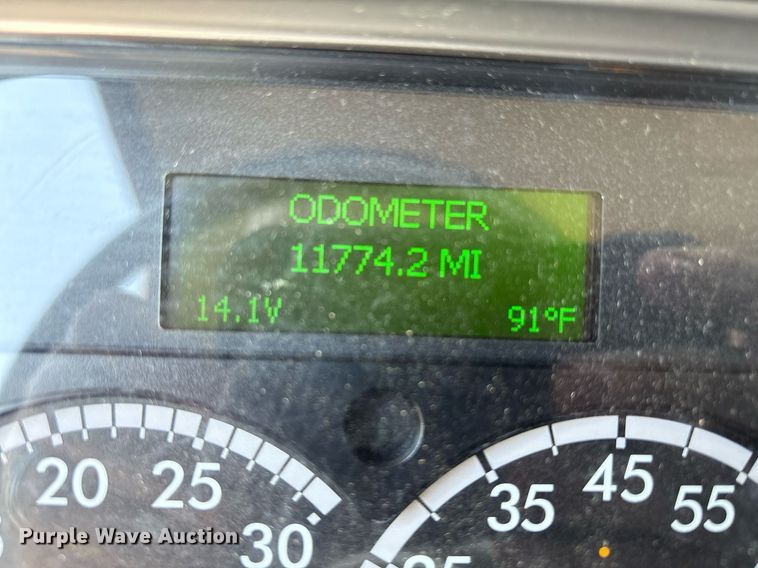 ODOMETER
11774.2 MI
14.1V 91°F
20 25 30
35 45 55
Purple Wave Auction